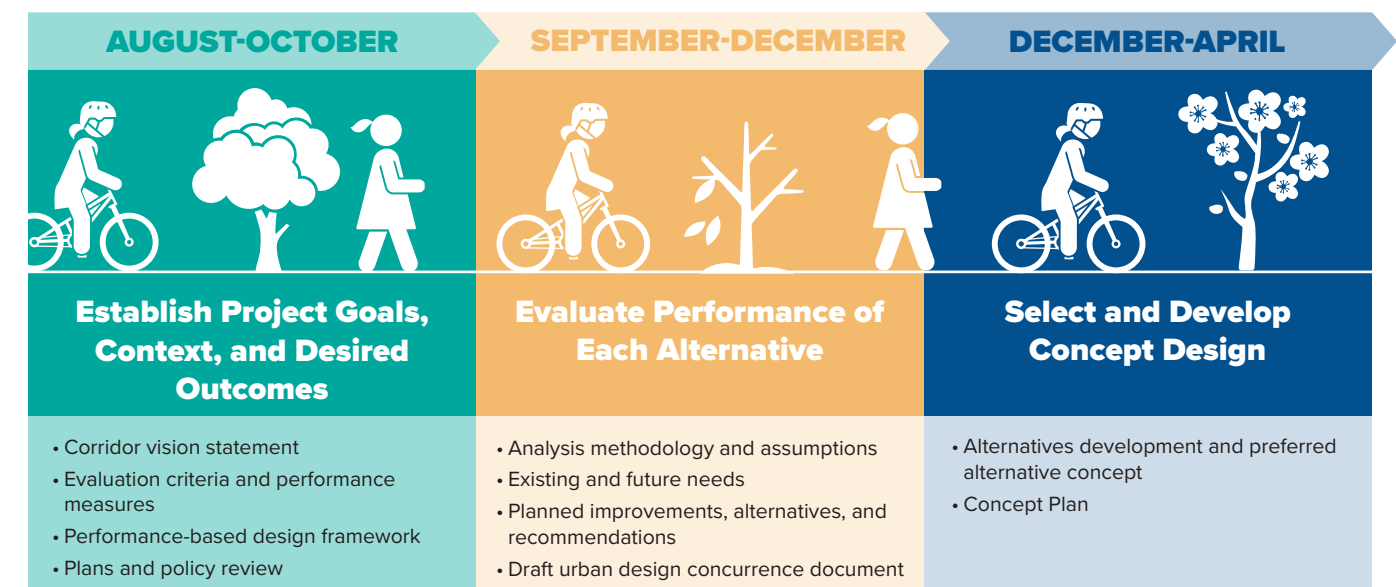 AUGUST-OCTOBER
Establish Project Goals,
Context, and Desired
Outcomes
• Corridor vision statement
• Evaluation criteria and performance
measures
• Performance-based design framework
• Plans and policy review
SEPTEMBER-DECEMBER
Evaluate Performance of
Each Alternative
• Analysis methodology and assumptions
• Existing and future needs
• Planned improvements, alternatives, and
recommendations
• Draft urban design concurrence document
DECEMBER-APRIL
Select and Develop
Concept Design
• Alternatives development and preferred
alternative concept
• Concept Plan